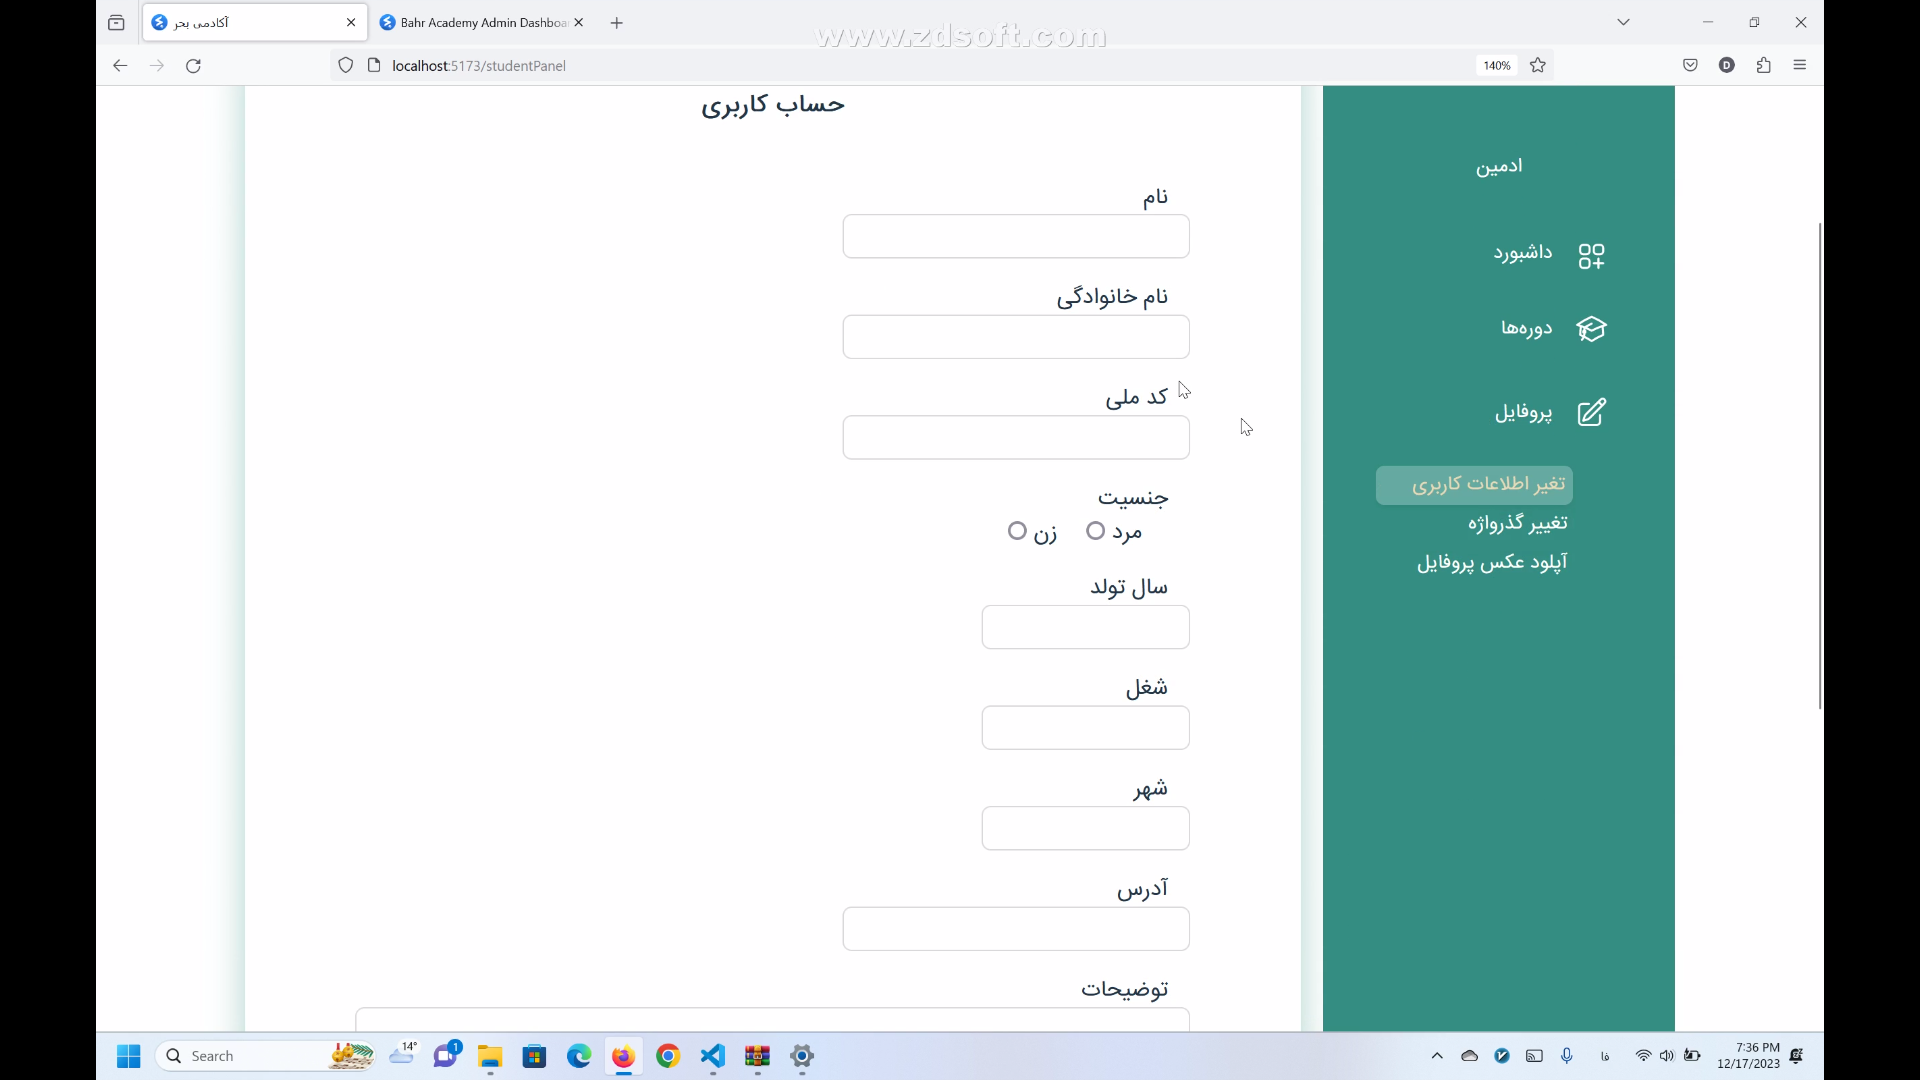 آکادمی بحر
Bahr Academy Admin Dashboa
www.zdsoft.com
localhost:5173/studentPanel
140%
D
حساب کاربری
نام
نام خانوادگی
کد ملی
جنسیت
مرد
زن
سال تولد
شغل
شهر
آدرس
توضیحات
ادمین
داشبورد
دوره‌ها
پروفایل
تغیر اطلاعات کاربری
تغییر گذرواژه
آپلود عکس پروفایل
Search
14°
1
فا
7:36 PM
12/17/2023